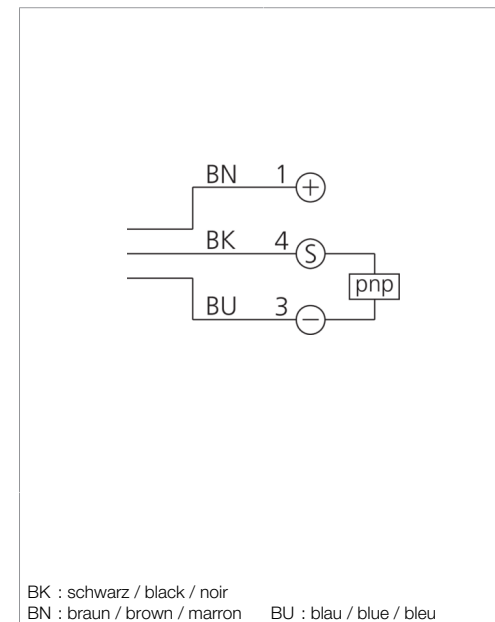 BN 1 +
BK 4 S
pnp
BU 3 −
BK : schwarz / black / noir
BN : braun / brown / marron BU : blau / blue / bleu